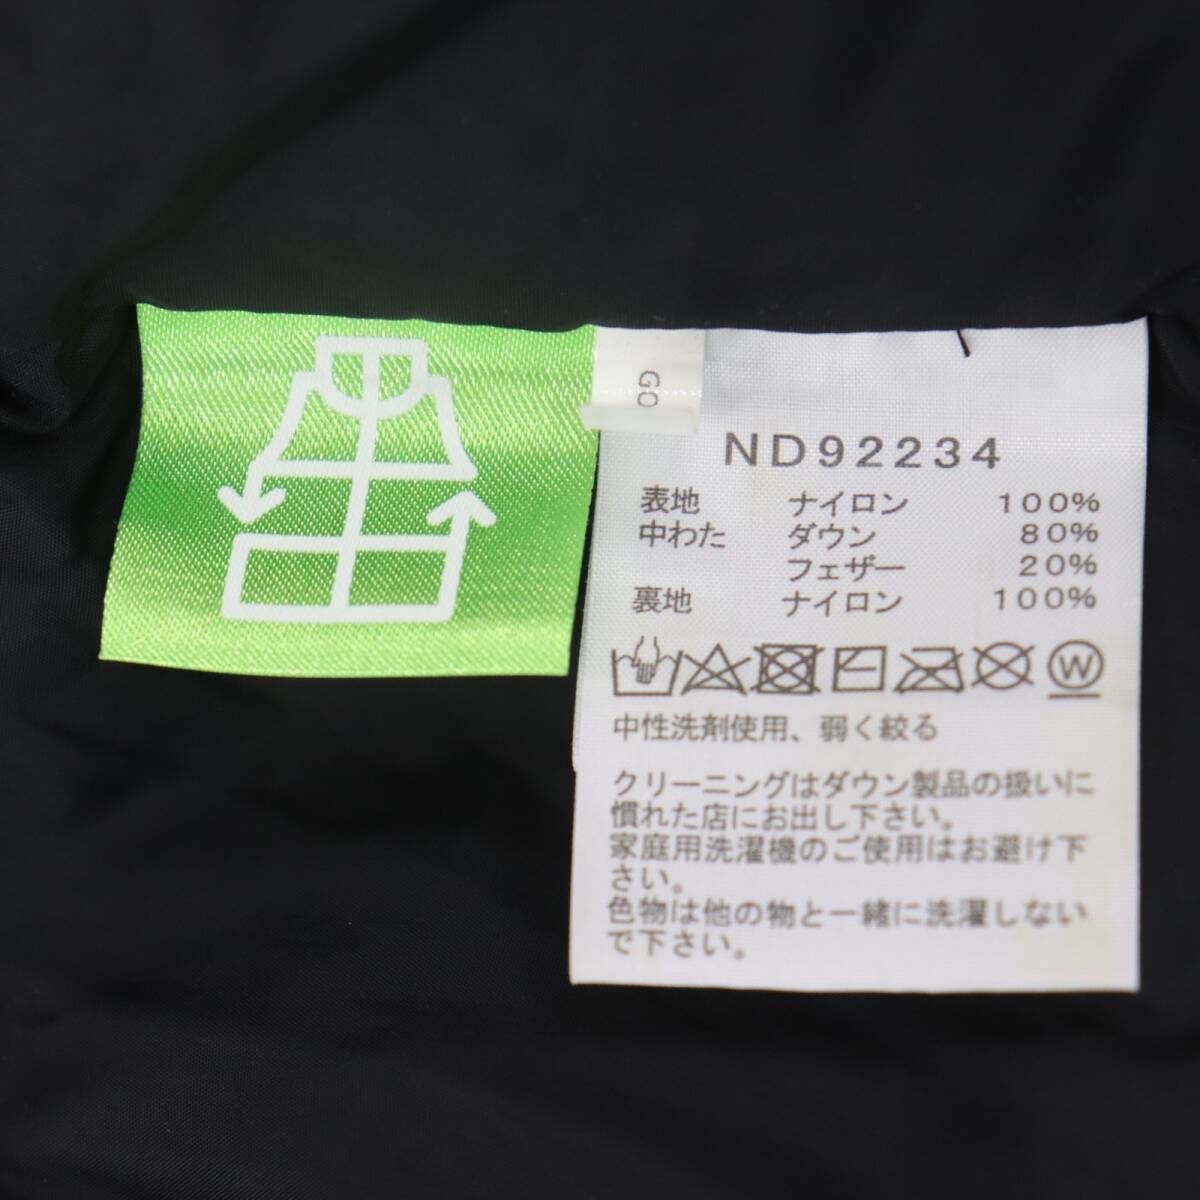 GO
ND92234
表地 ナイロン 100%
中わた ダウン 80%
フェザー 20%
裏地 ナイロン 100%
W
中性洗剤使用、弱く絞る
クリーニングはダウン製品の扱いに
慣れた店にお出し下さい。
家庭用洗濯機のご使用はお避け下
さい。
色物は他の物と一緒に洗濯しない
で下さい。